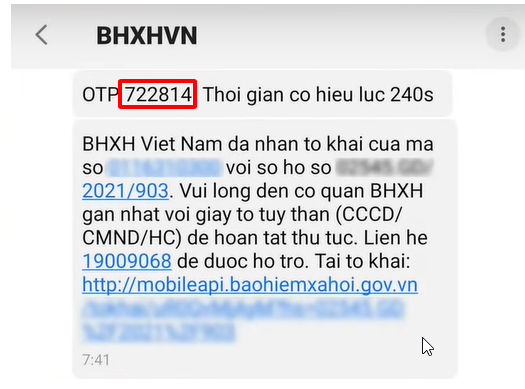 BHXHVN
OTP 722814 Thoi gian co hieu luc 240s
BHXH Viet Nam da nhan to khai cua ma
so voi so ho so
2021/903. Vui long den co quan BHXH
gan nhat voi giay to tuy than (CCCD/
CMND/HC) de hoan tat thu tuc. Lien he
19009068 de duoc ho tro. Tai to khai:
http://mobileapi.baohiemxahoi.gov.vn
7:41